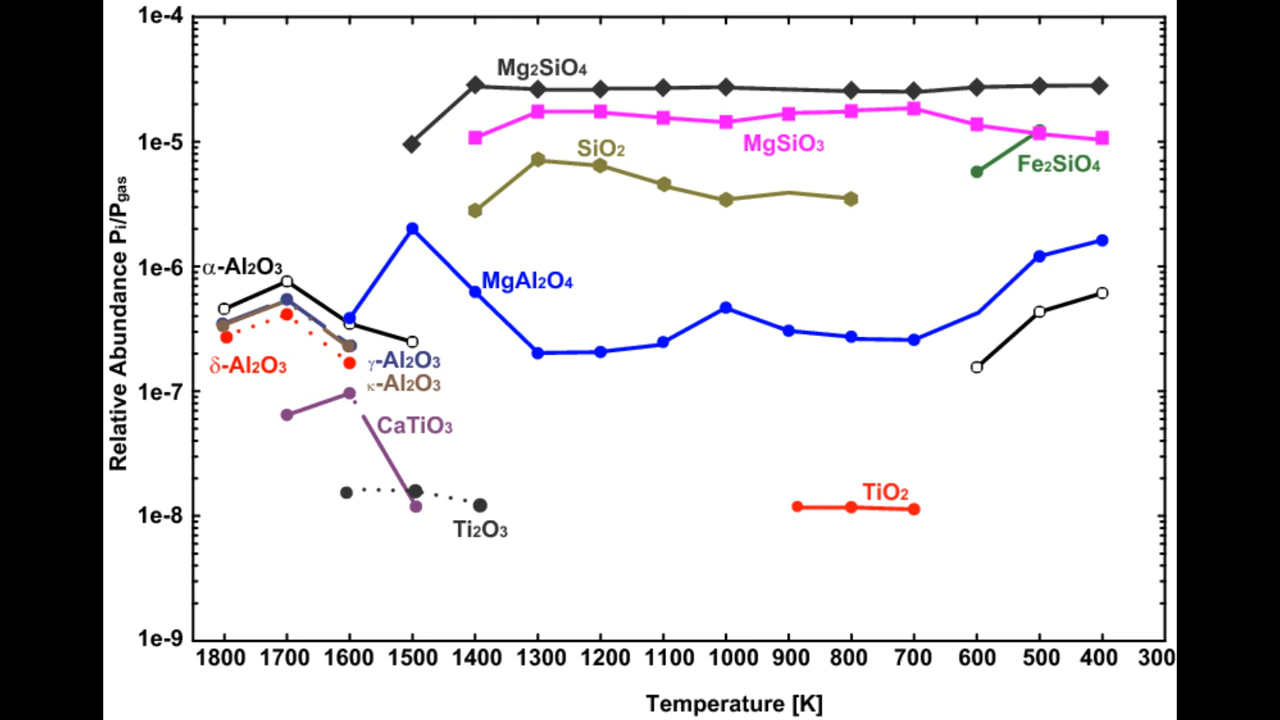 1e-4
Mg2SiO4
1e-5
SiO2
MgSiO3
Fe2SiO4
1e-6
α-Al2O3
MgAl2O4
δ-Al2O3
γ-Al2O3
κ-Al2O3
1e-7
CaTiO3
TiO2
1e-8
Ti2O3
1e-9
Relative Abundance Pi/Pgas
1800 1700 1600 1500 1400 1300 1200 1100 1000 900 800 700 600 500 400 300
Temperature [K]